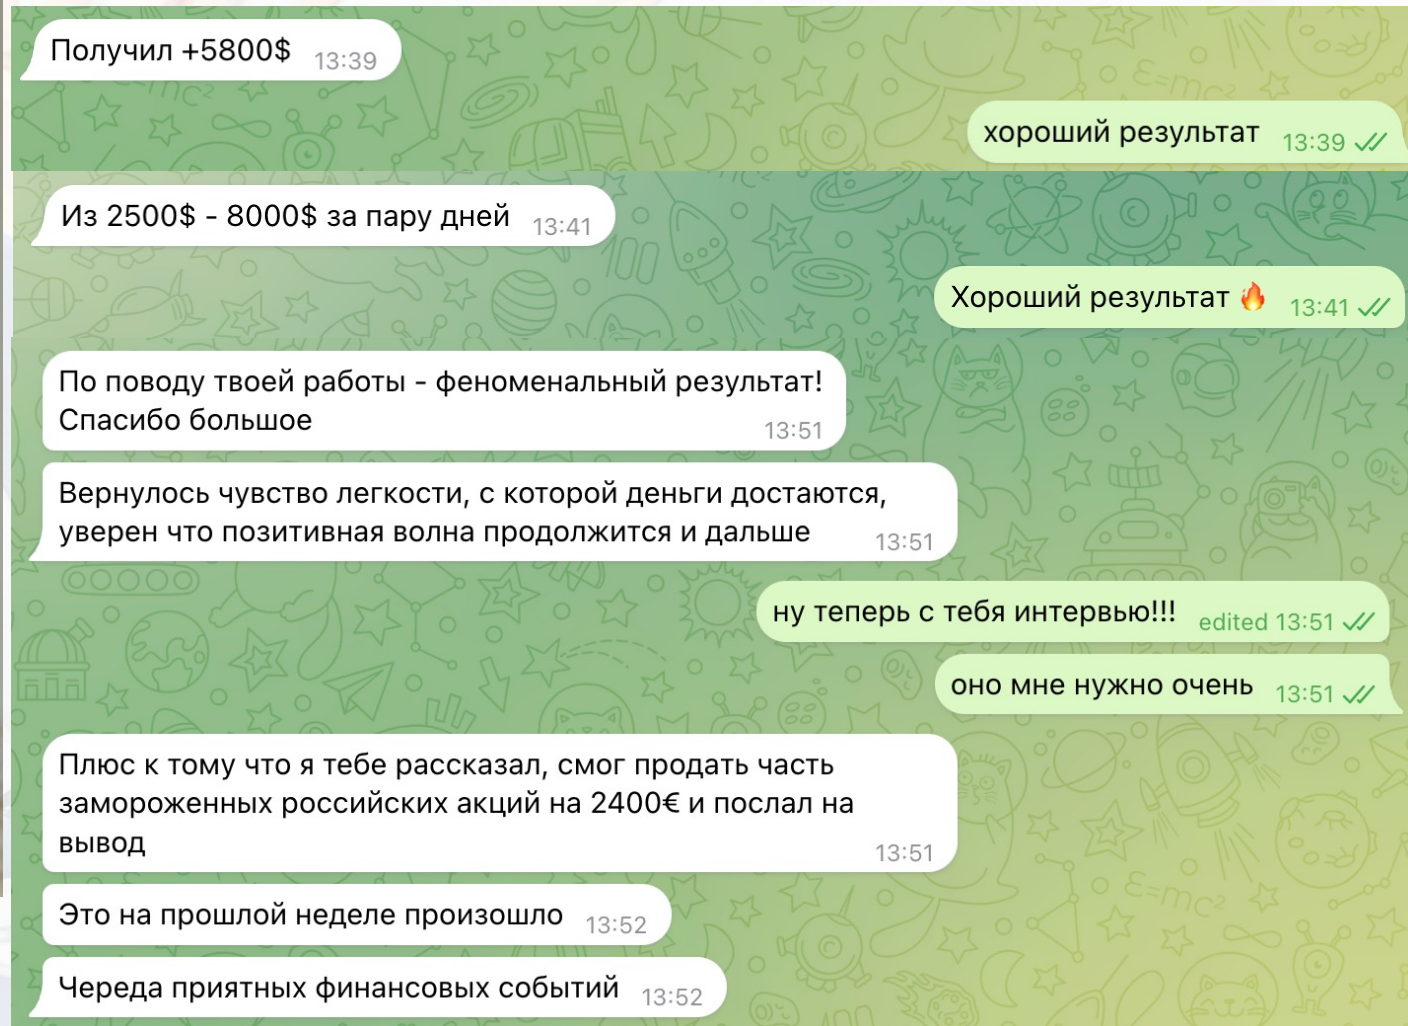 Получил +5800$ 13:39
хороший результат 13:39
Из 2500$ - 8000$ за пару дней 13:41
Хороший результат 🔥 13:41
По поводу твоей работы - феноменальный результат!
Спасибо большое 13:51
Вернулось чувство легкости, с которой деньги достаются,
уверен что позитивная волна продолжится и дальше 13:51
ну теперь с тебя интервью!!! edited 13:51
оно мне нужно очень 13:51
Плюс к тому что я тебе рассказал, смог продать часть
замороженных российских акций на 2400€ и послал на
вывод 13:51
Это на прошлой неделе произошло 13:52
Череда приятных финансовых событий 13:52